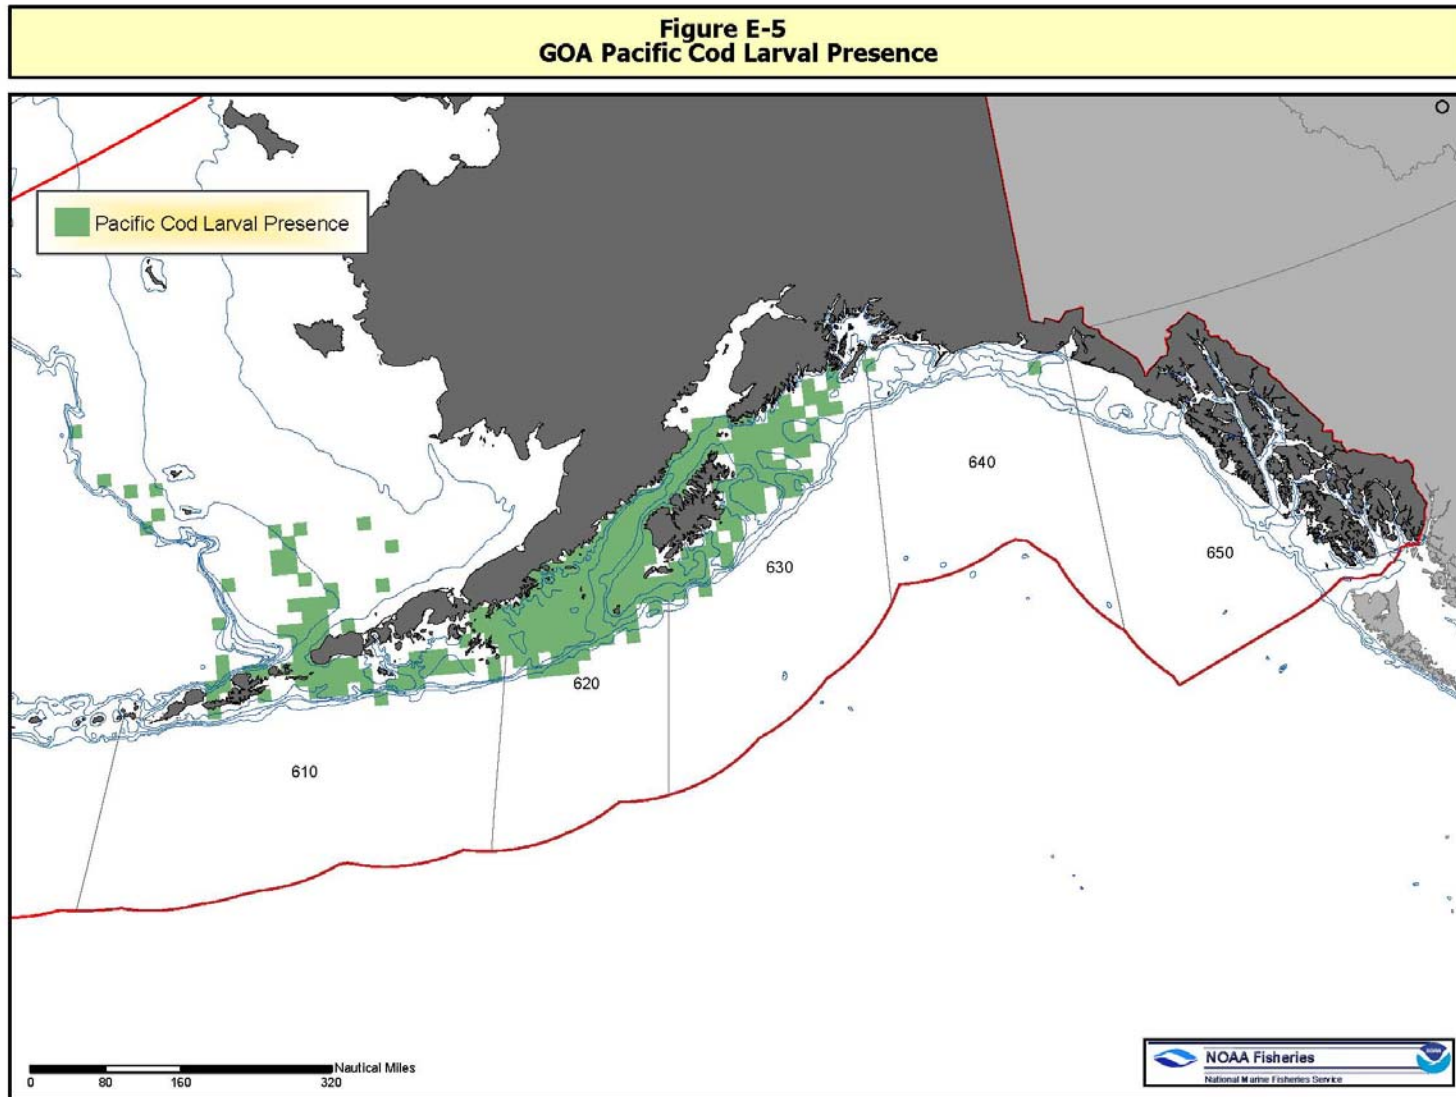 Figure E-5
GOA Pacific Cod Larval Presence
Pacific Cod Larval Presence
640
650
630
620
610
Nautical Miles
0 80 160 320
NOAA Fisheries
National Marine Fisheries Service